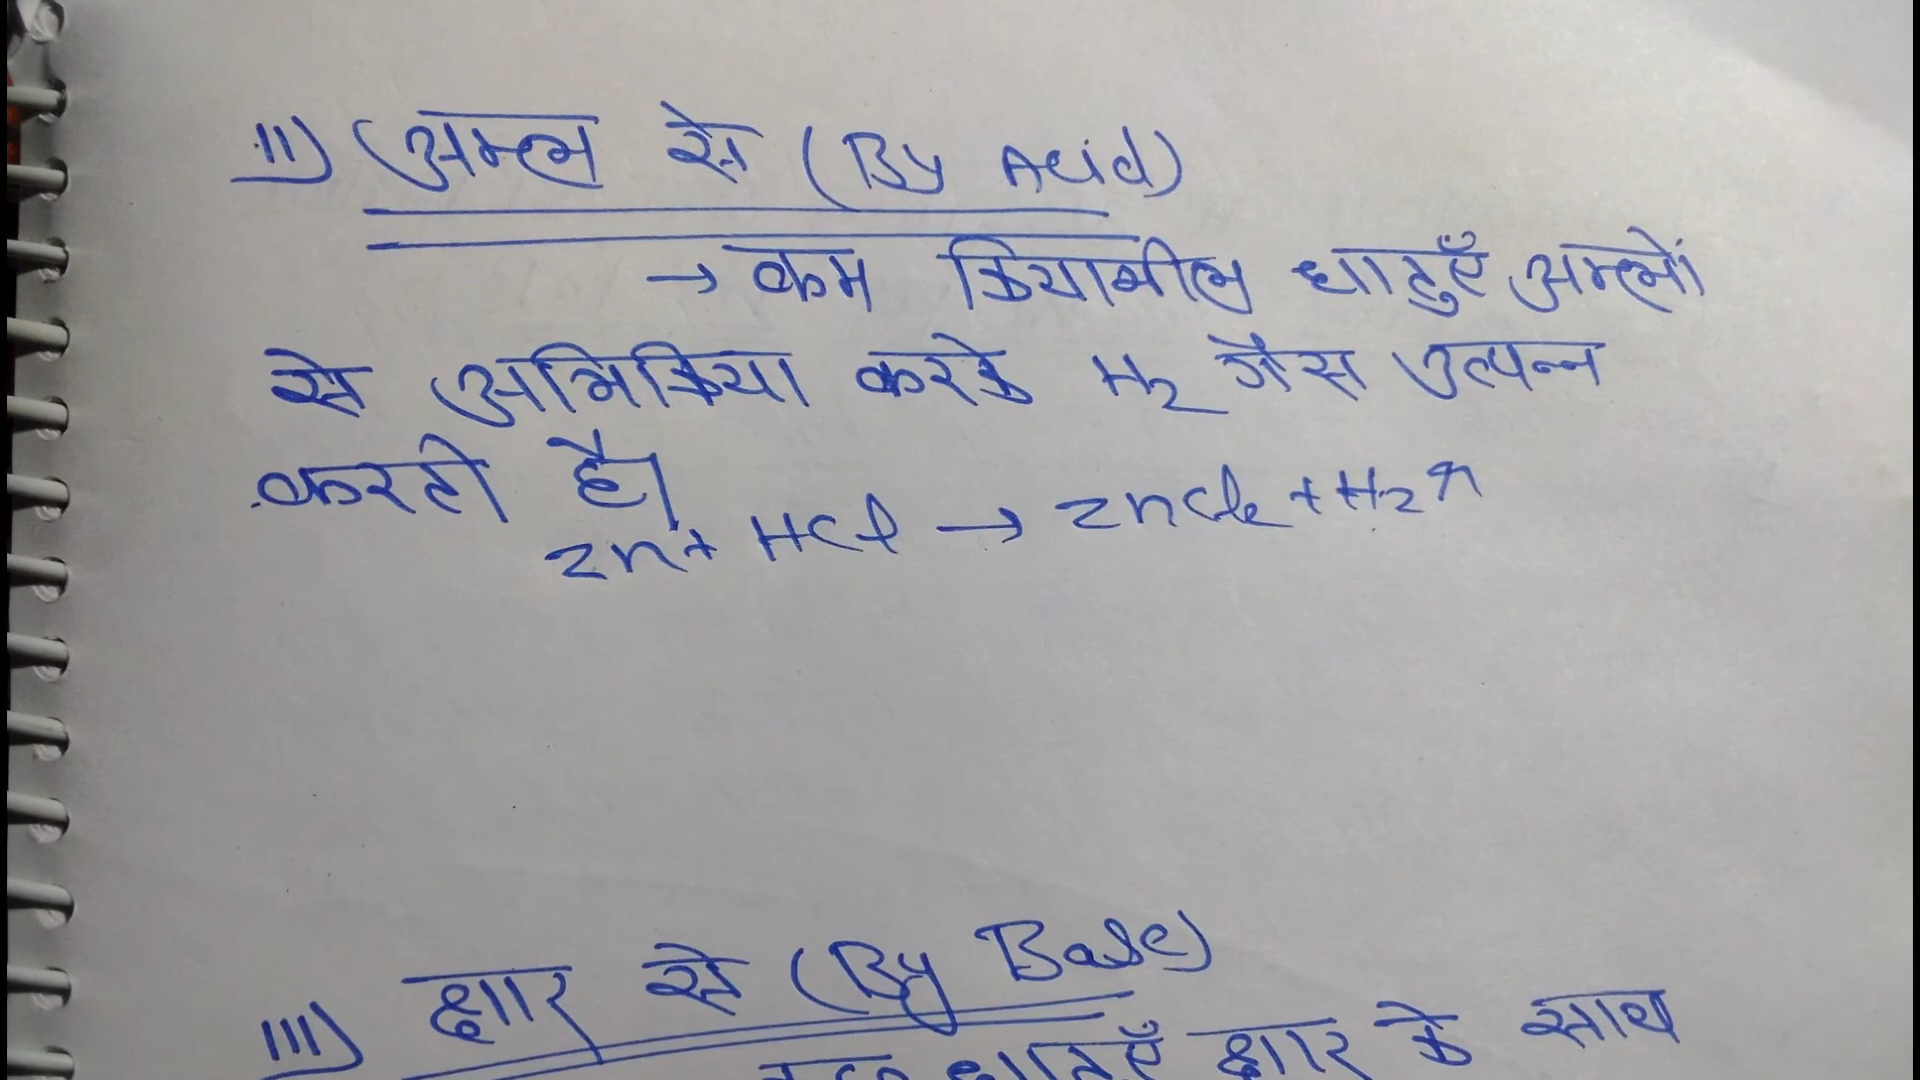 II) अम्ल से (By Acid)
→ कम क्रियाशील धातुएँ अम्लों
से अभिक्रिया करके H₂ गैस उत्पन्न
करती है।
Zn + HCl → ZnCl₂ + H₂↑
III) क्षार से (By Base)
धातुएँ क्षार के साथ